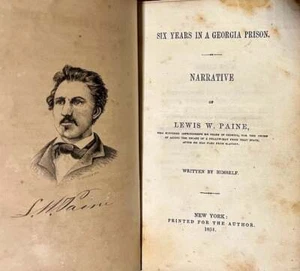 L. W. Paine
SIX YEARS IN A GEORGIA PRISON.
NARRATIVE
OF
LEWIS W. PAINE,
WHO SUFFERED IMPRISONMENT SIX YEARS IN GEORGIA, FOR THE CRIME
OF AIDING THE ESCAPE OF A FELLOW-MAN FROM THAT STATE,
AFTER HE HAD FLED FROM SLAVERY.
WRITTEN BY HIMSELF.
NEW YORK:
PRINTED FOR THE AUTHOR.
1851.